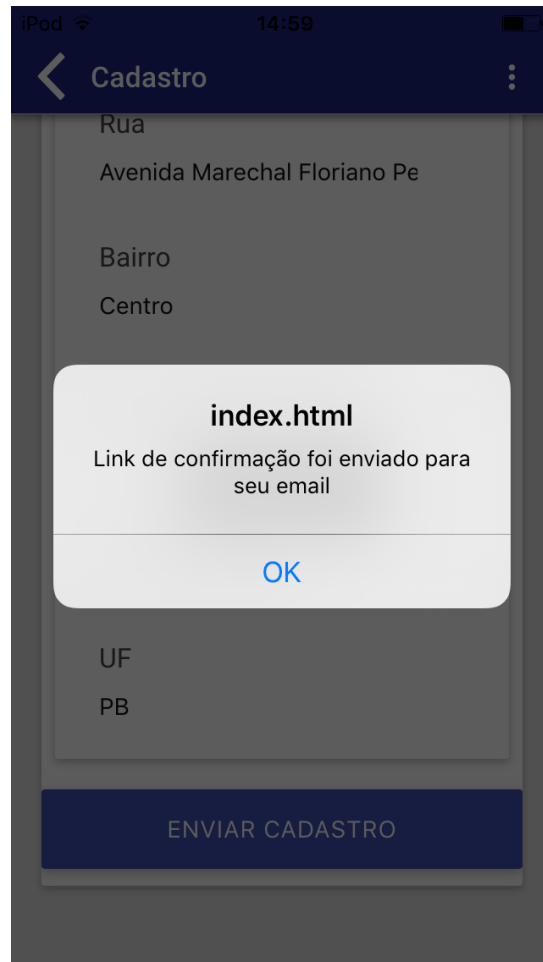 iPod 14:59
Cadastro
Rua
Avenida Marechal Floriano Pe
Bairro
Centro
index.html
Link de confirmação foi enviado para
seu email
OK
UF
PB
ENVIAR CADASTRO